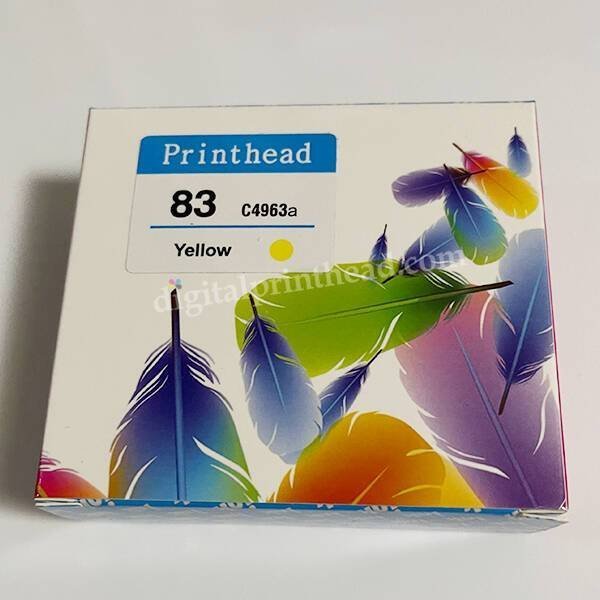 Printhead
83 C4963a
Yellow
digitalprinthead.com